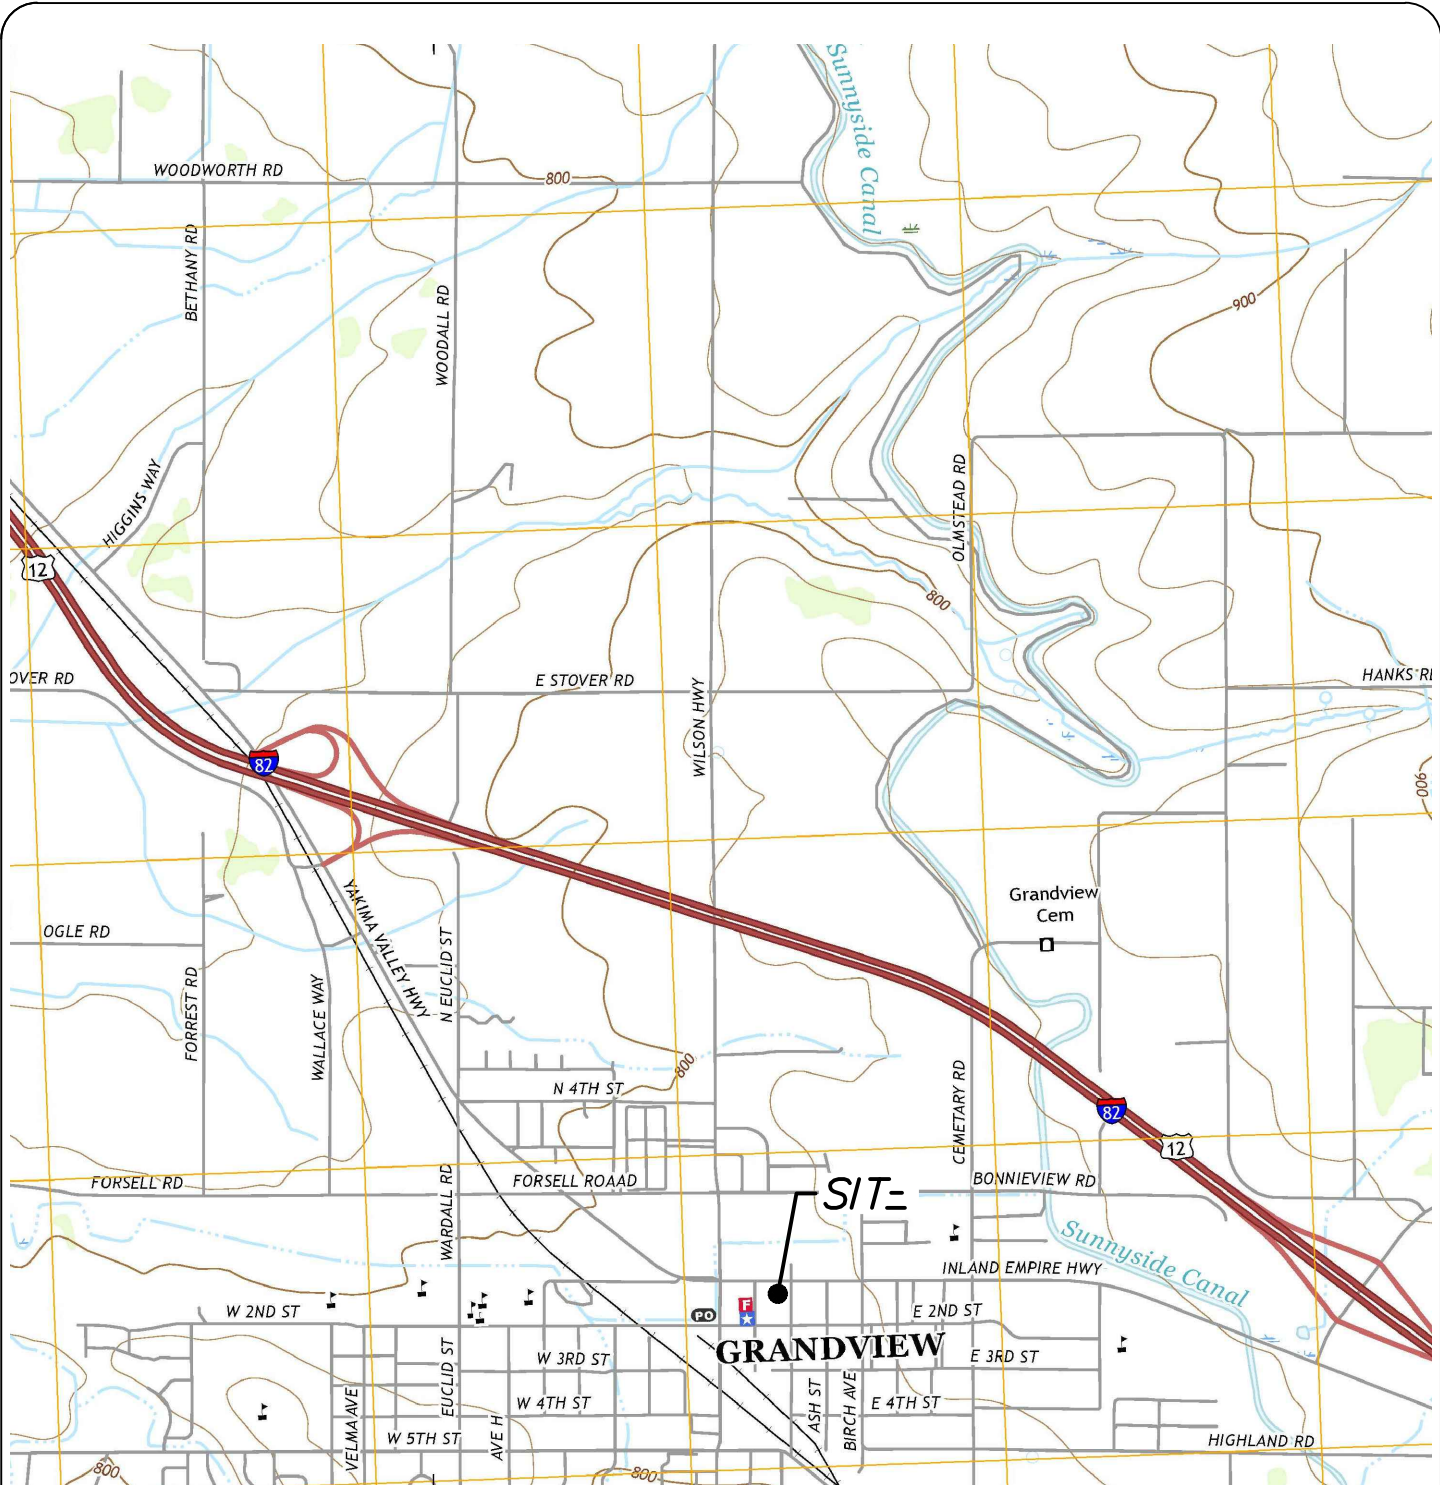 Sunnyside Canal
WOODWORTH RD
800
BETHANY RD
WOODALL RD
900
HIGGINS WAY
OLMSTEAD RD
12
800
OVER RD
E STOVER RD
WILSON HWY
HANKS
82
900
Grandview
Cem
YAKIMA VALLEY HWY
OGLE RD
N EUCLID ST
FORREST RD
WALLACE WAY
800
N 4TH ST
CEMETARY RD
82
12
FORSELL RD
WARDALL RD
FORSELL ROAAD
BONNIEVIEW RD
SITE
Sunnyside Canal
INLAND EMPIRE HWY
W 2ND ST
F
PO
E 2ND ST
GRANDVIEW
W 3RD ST
E 3RD ST
EUCLID ST
VELMA AVE
AVE H
W 4TH ST
ASH ST
BIRCH AVE
E 4TH ST
W 5TH ST
HIGHLAND RD
800
800